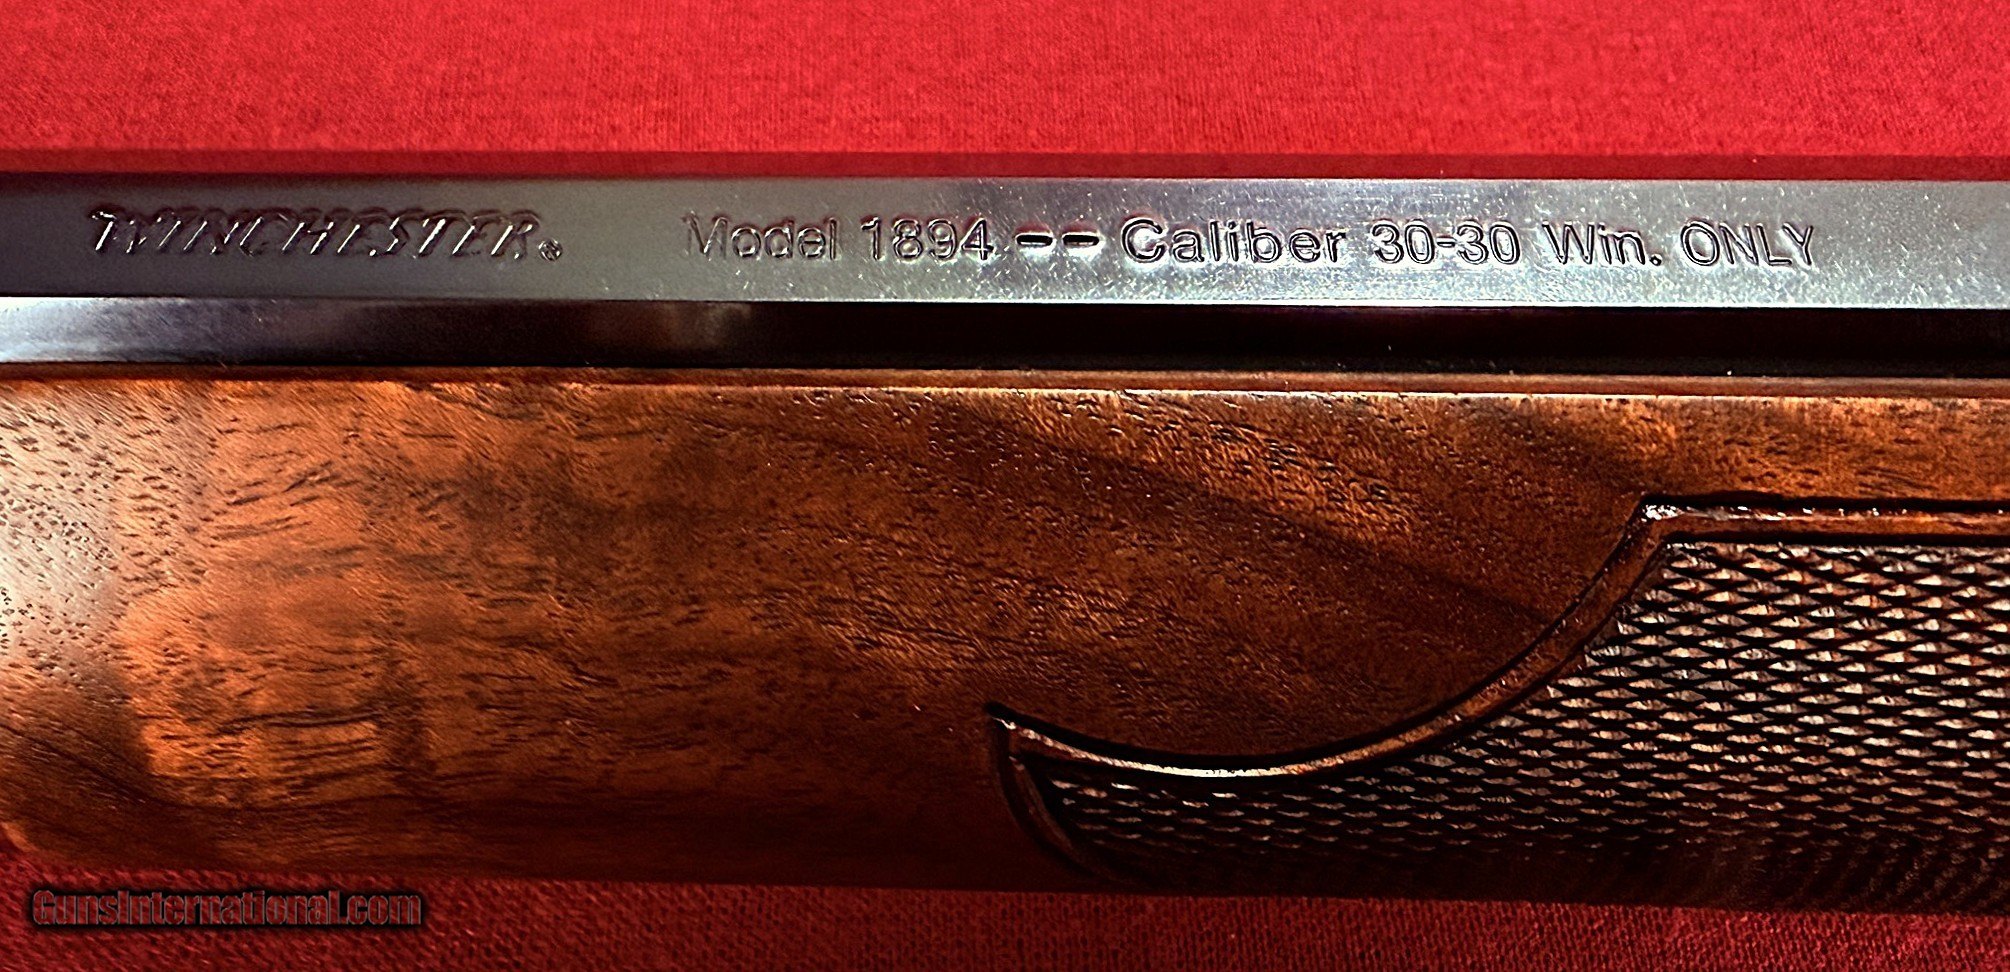 WINCHESTER® Model 1894 -- Caliber 30-30 Win. ONLY
GunsInternational.com